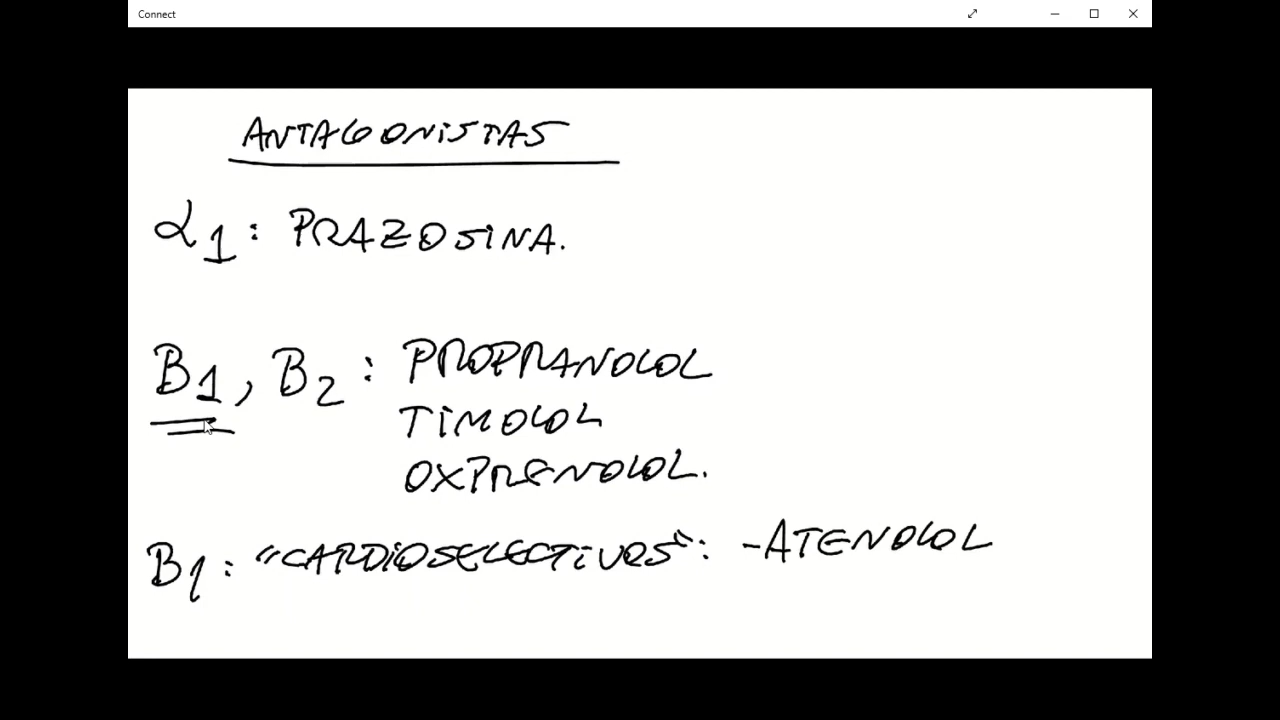 Connect
ANTAGONISTAS
α1: PRAZOSINA.
B1, B2: PROPRANOLOL
TIMOLOL
OXPRENOLOL.
B1: "CARDIOSELECTIVOS": -ATENOLOL